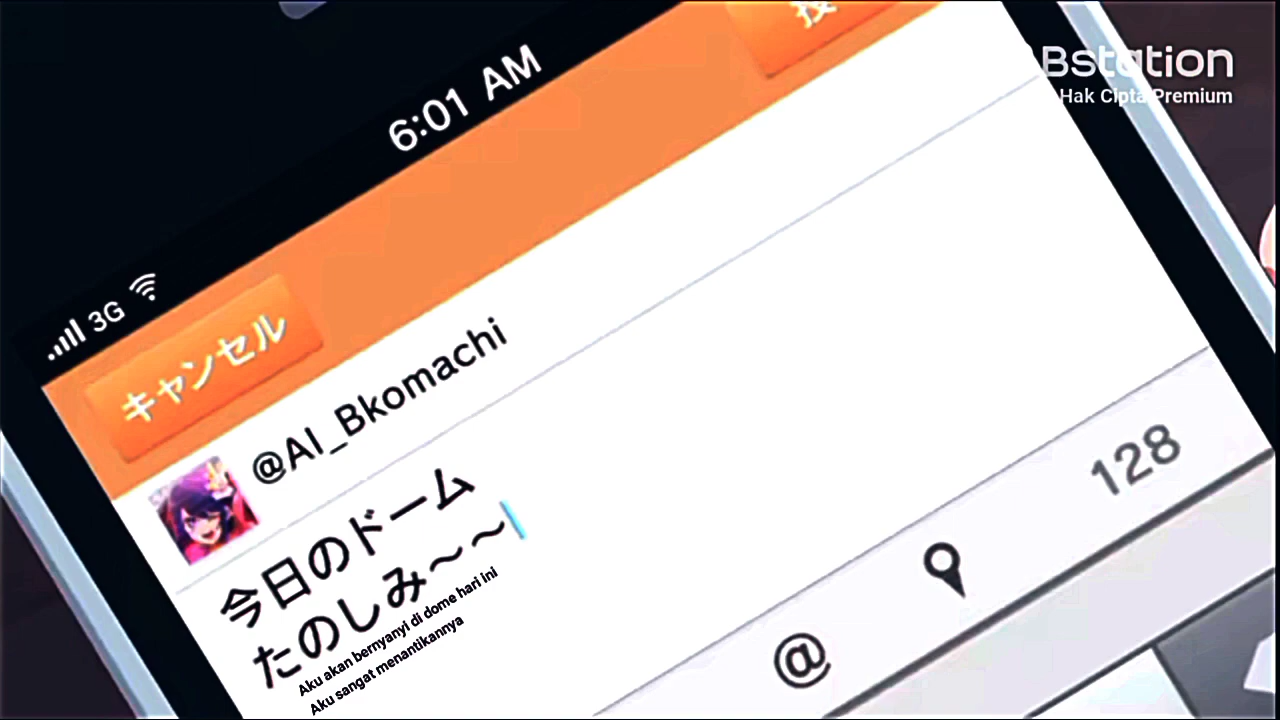 Bstation
Hak Cipta Premium
6:01 AM
3G
キャンセル
@AI_Bkomachi
今日のドーム
たのしみ～～
Aku akan bernyanyi di dome hari ini
Aku sangat menantikannya
128
@